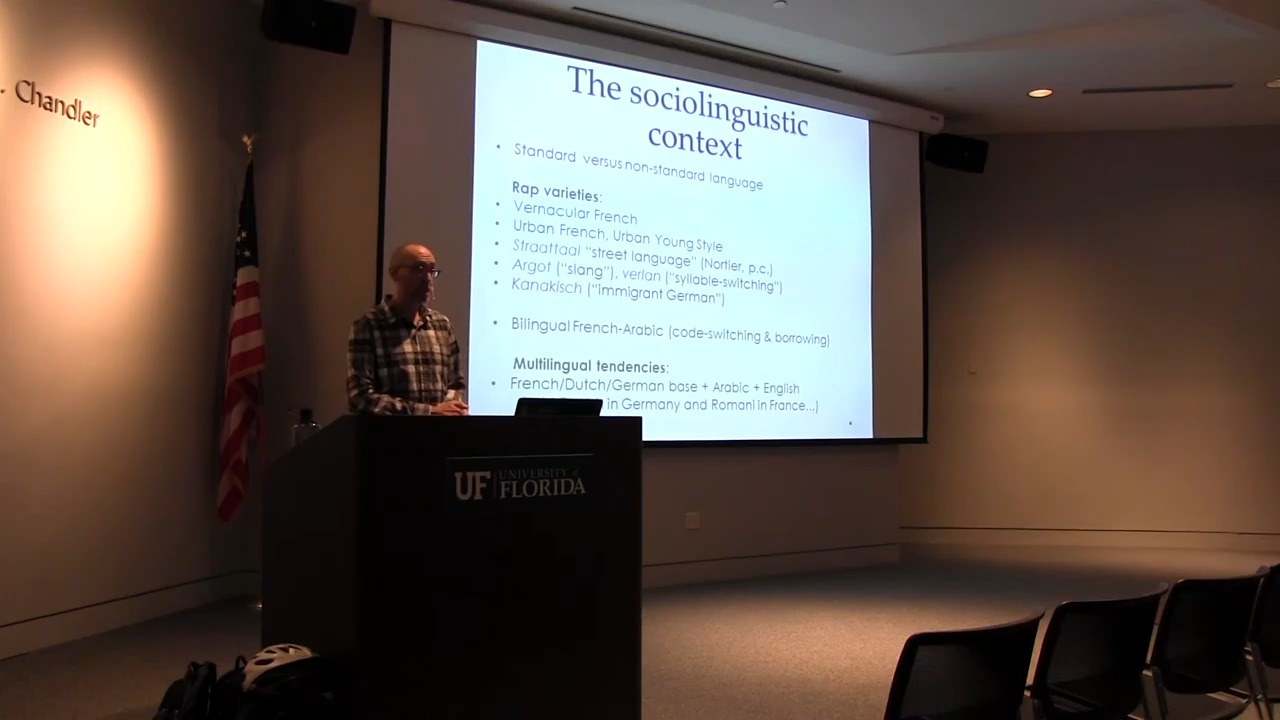 . Chandler
The sociolinguistic
context
• Standard versus non-standard language
Rap varieties:
• Vernacular French
• Urban French, Urban Young Style
• Straattaal “street language” (Nortier, p.c.)
• Argot (“slang”), verlan (“syllable-switching”)
• Kanakisch (“immigrant German”)
• Bilingual French-Arabic (code-switching & borrowing)
Multilingual tendencies:
• French/Dutch/German base + Arabic + English
in Germany and Romani in France...)
UF UNIVERSITY of
FLORIDA